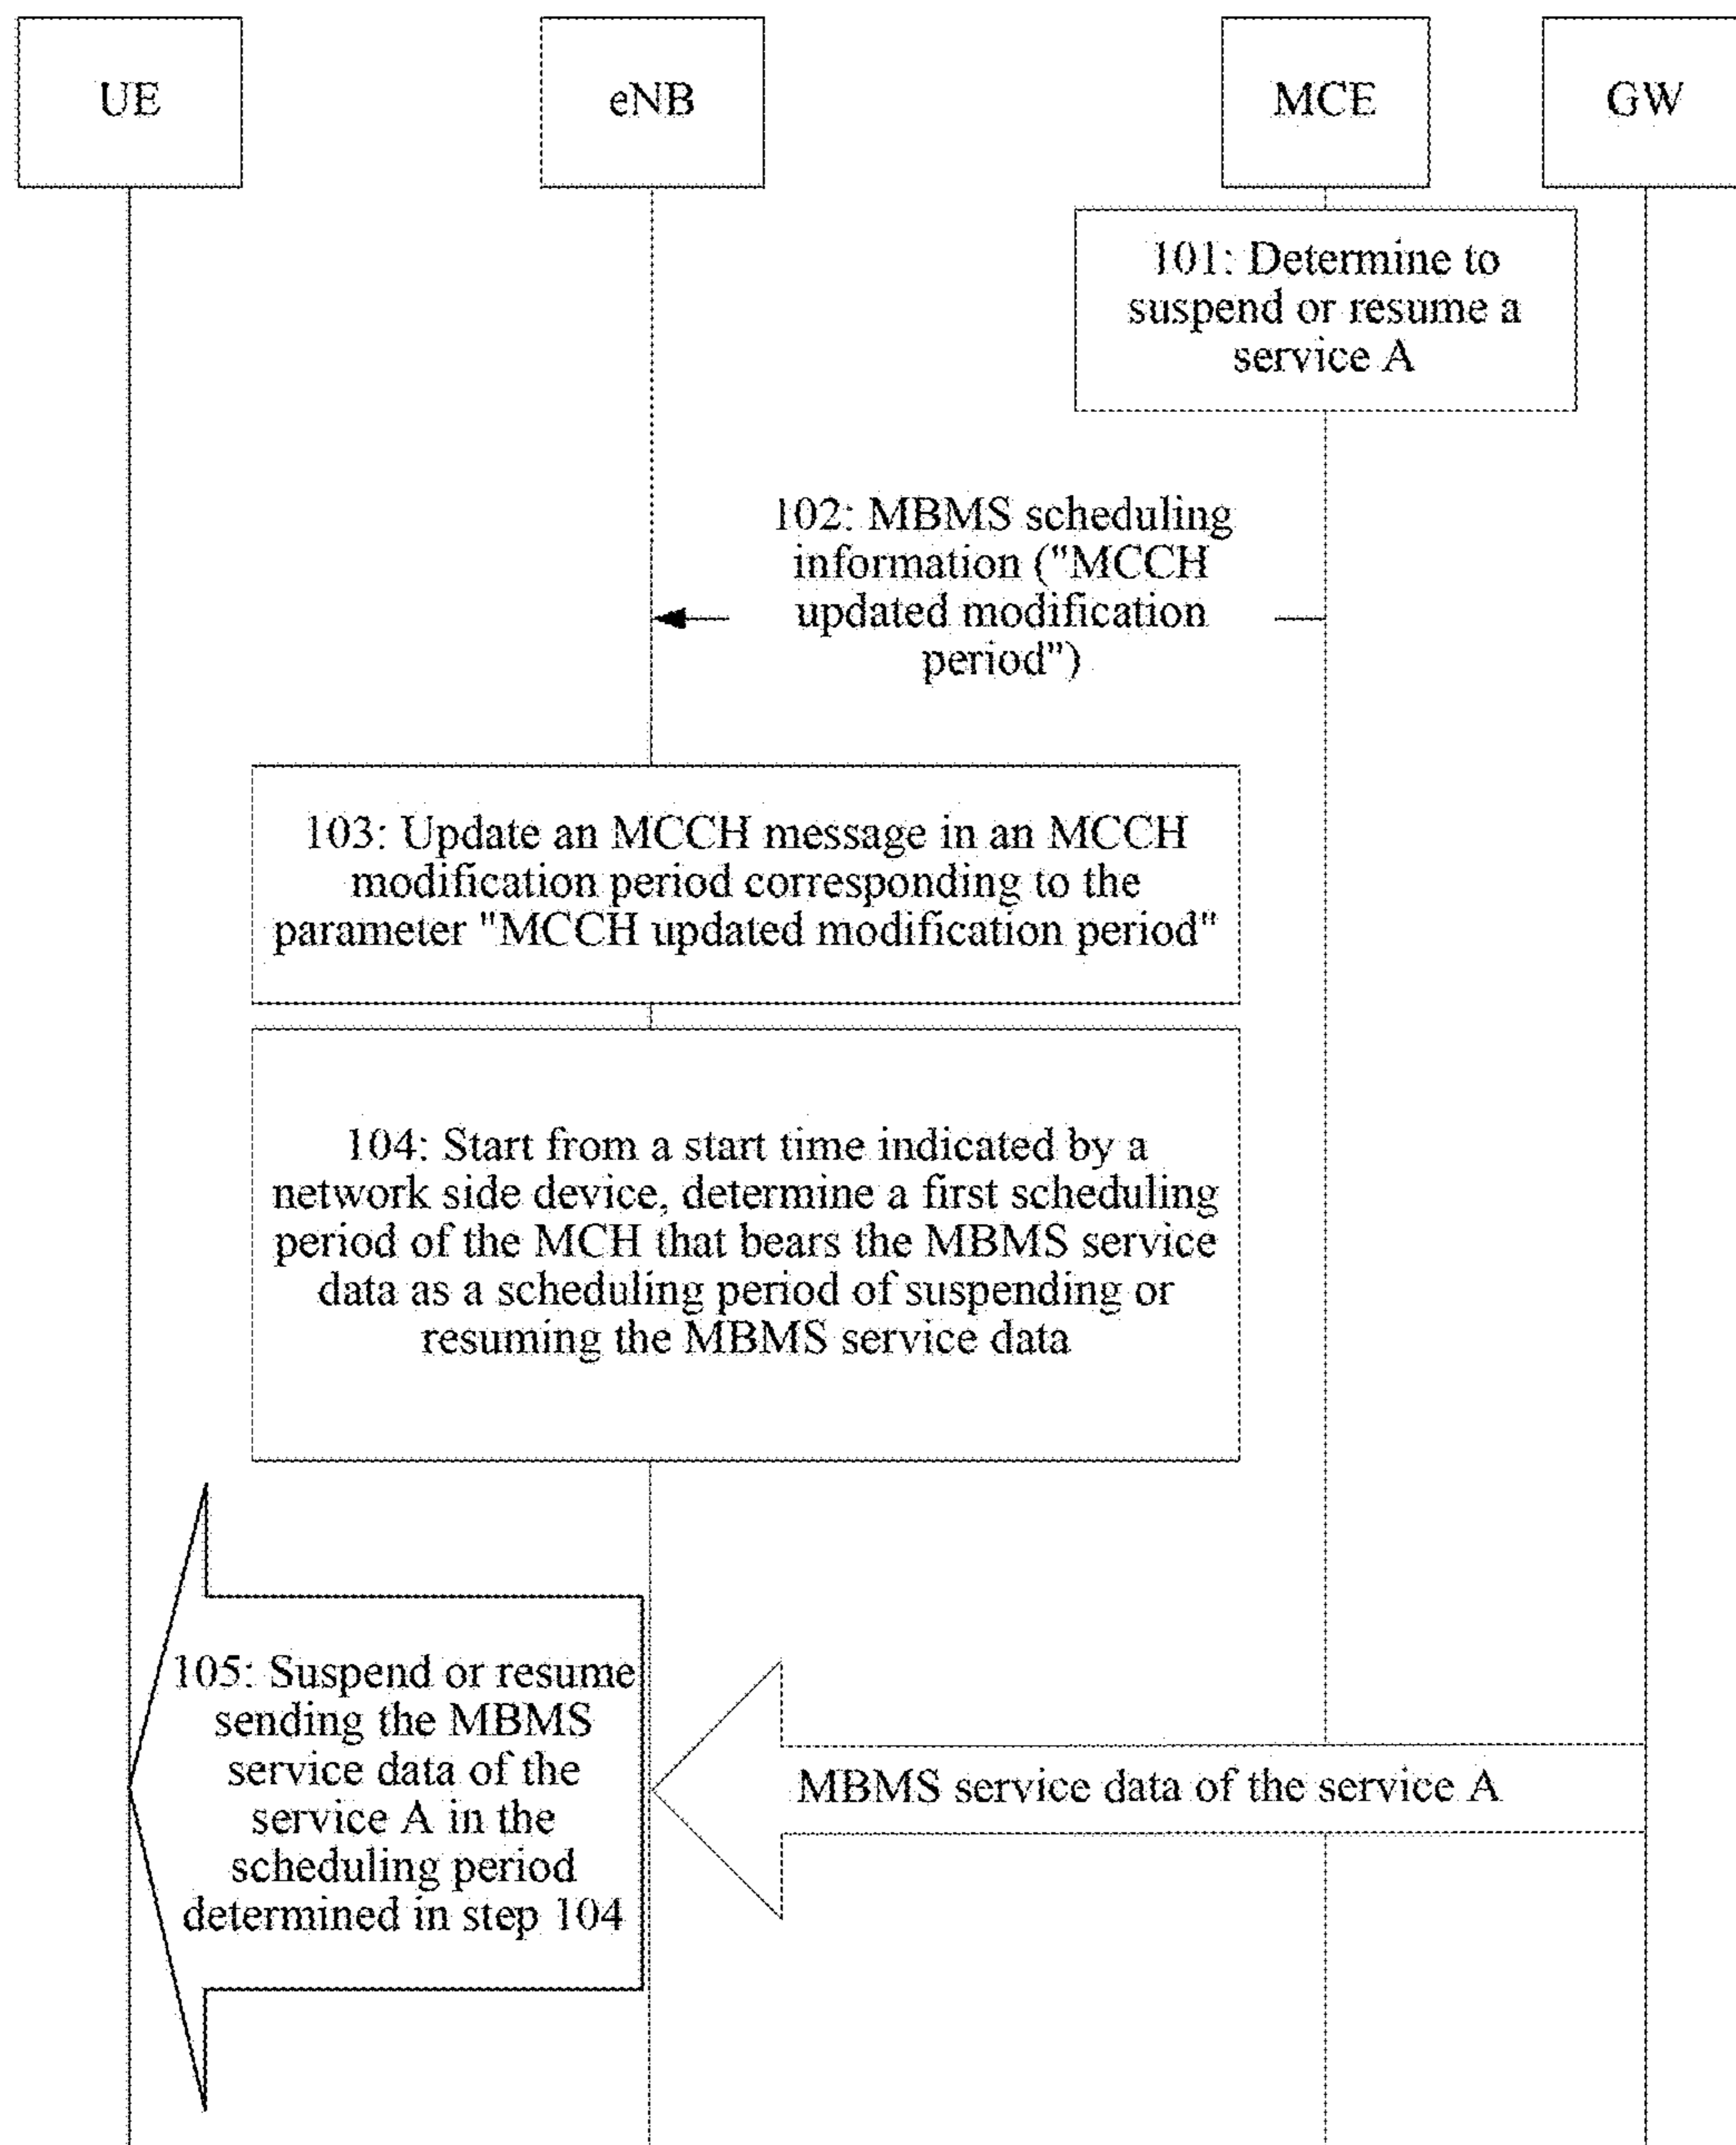 UE
eNB
MCE
GW
101: Determine to
suspend or resume a
service A
102: MBMS scheduling
information ("MCCH
updated modification
period")
103: Update an MCCH message in an MCCH
modification period corresponding to the
parameter "MCCH updated modification period"
104: Start from a start time indicated by a
network side device, determine a first scheduling
period of the MCH that bears the MBMS service
data as a scheduling period of suspending or
resuming the MBMS service data
105: Suspend or resume
sending the MBMS
service data of the
service A in the
scheduling period
determined in step 104
MBMS service data of the service A